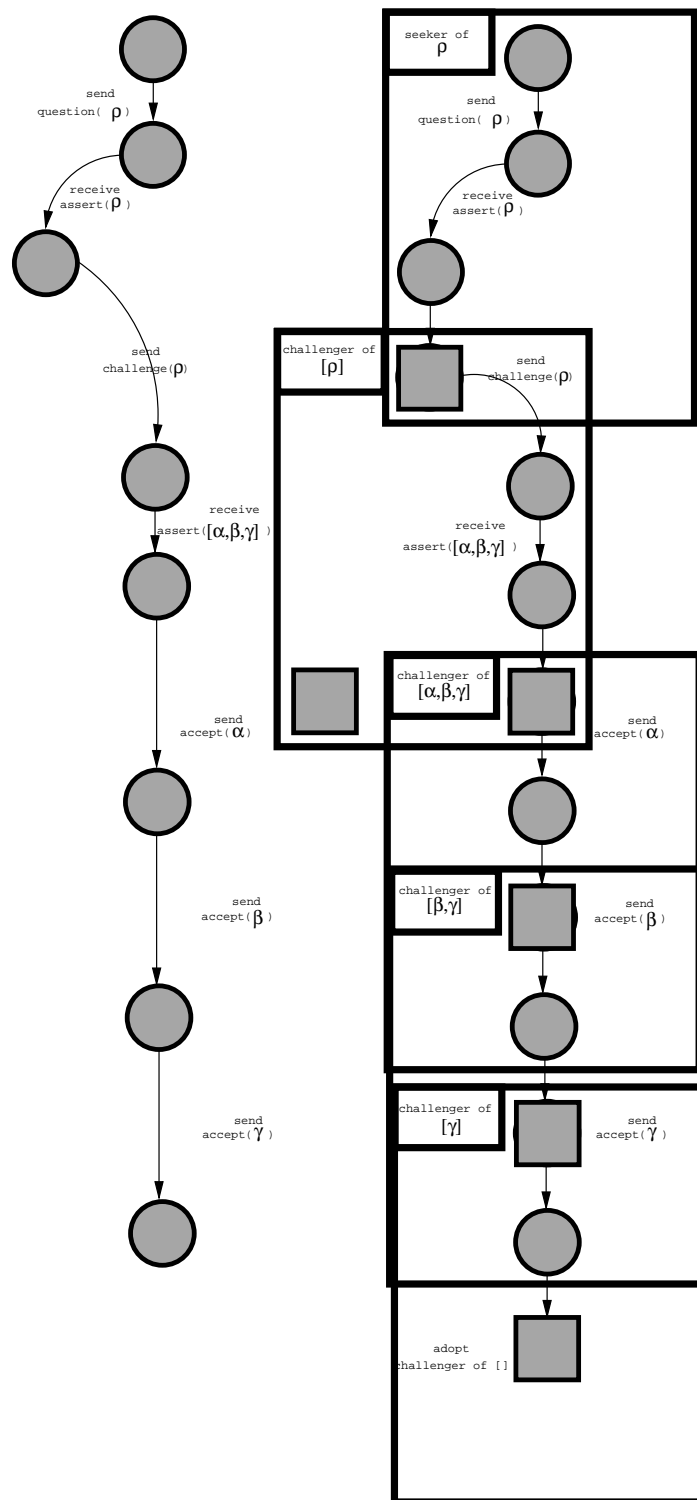 send
question( ρ)
receive
assert(ρ )
send
challenge(ρ)
receive
assert([α,β,γ] )
send
accept(α )
send
accept(β )
send
accept(γ )
seeker of
ρ
send
question( ρ)
receive
assert(ρ )
challenger of
[ρ]
send
challenge(ρ)
receive
assert([α,β,γ] )
challenger of
[α,β,γ]
send
accept(α )
challenger of
[β,γ]
send
accept(β )
challenger of
[γ]
send
accept(γ )
adopt
challenger of []